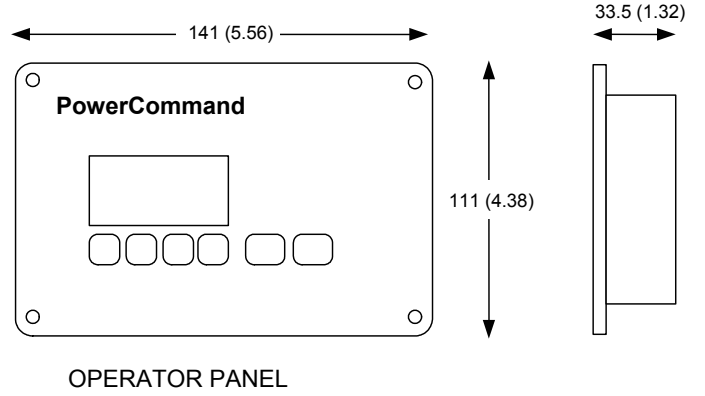 33.5 (1.32)
141 (5.56)
PowerCommand
111 (4.38)
OPERATOR PANEL